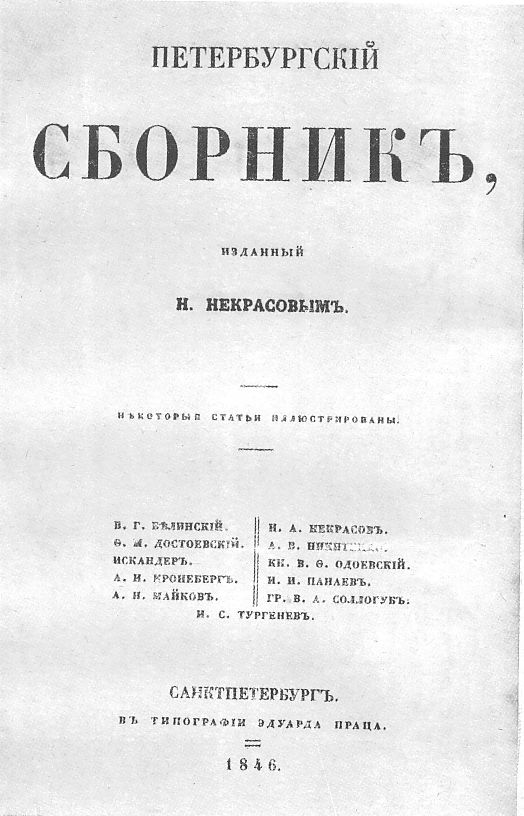 ПЕТЕРБУРГСКІЙ
СБОРНИКЪ,
ИЗДАННЫЙ
Н. НЕКРАСОВЫМЪ.
НѢКОТОРЫЯ СТАТЬИ ИЛЛЮСТРИРОВАНЫ.
В. Г. БѢЛИНСКІЙ.
Ѳ. М. ДОСТОЕВСКІЙ.
ИСКАНДЕРЪ.
А. И. КРОНЕБЕРГЪ.
А. Н. МАЙКОВЪ.
Н. А. НЕКРАСОВЪ.
А. В. НИКИТЕНКО.
КН. В. Ѳ. ОДОЕВСКІЙ.
И. И. ПАНАЕВЪ.
ГР. В. А. СОЛЛОГУБЪ.
И. С. ТУРГЕНЕВЪ.
САНКТПЕТЕРБУРГЪ.
ВЪ ТИПОГРАФІИ ЭДУАРДА ПРАЦА.
1846.